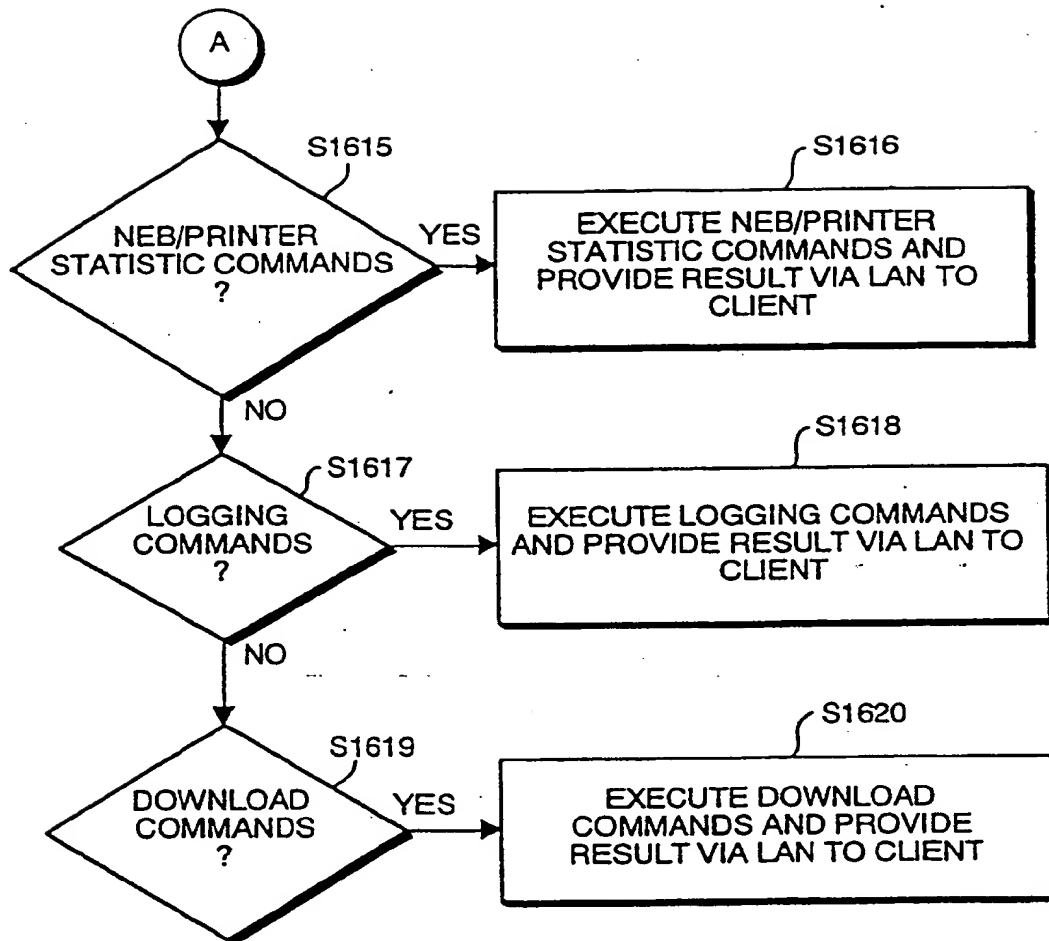 A
S1615
NEB/PRINTER
STATISTIC COMMANDS
?
YES
S1616
EXECUTE NEB/PRINTER
STATISTIC COMMANDS AND
PROVIDE RESULT VIA LAN TO
CLIENT
NO
S1617
LOGGING
COMMANDS
?
YES
S1618
EXECUTE LOGGING COMMANDS
AND PROVIDE RESULT VIA LAN TO
CLIENT
NO
S1619
DOWNLOAD
COMMANDS
?
YES
S1620
EXECUTE DOWNLOAD
COMMANDS AND PROVIDE
RESULT VIA LAN TO CLIENT